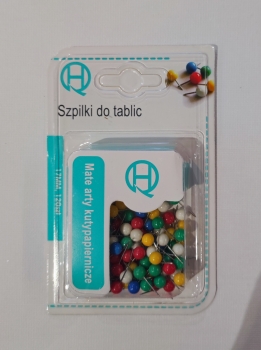 Szpilki do tablic
Mate arty kutypapiernicze